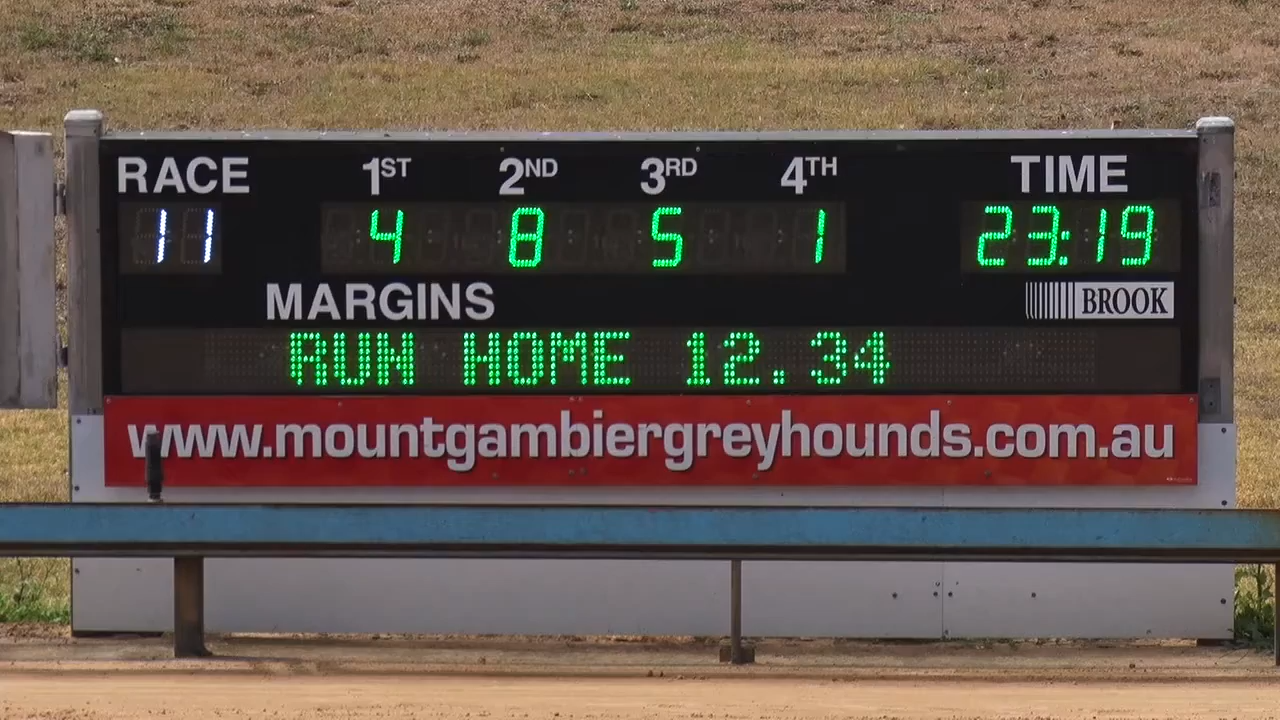 RACE 1ST 2ND 3RD 4TH TIME
11 4 8 5 1 23:19
MARGINS BROOK
RUN HOME 12.34
www.mountgambiergreyhounds.com.au